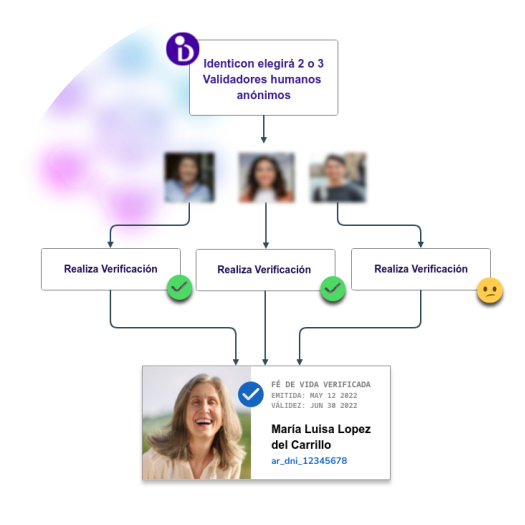 Identicon elegirá 2 o 3
Validadores humanos
anónimos
Realiza Verificación
Realiza Verificación
Realiza Verificación
FÉ DE VIDA VERIFICADA
EMITIDA: MAY 12 2022
VÁLIDEZ: JUN 30 2022
María Luisa Lopez
del Carrillo
ar_dni_12345678